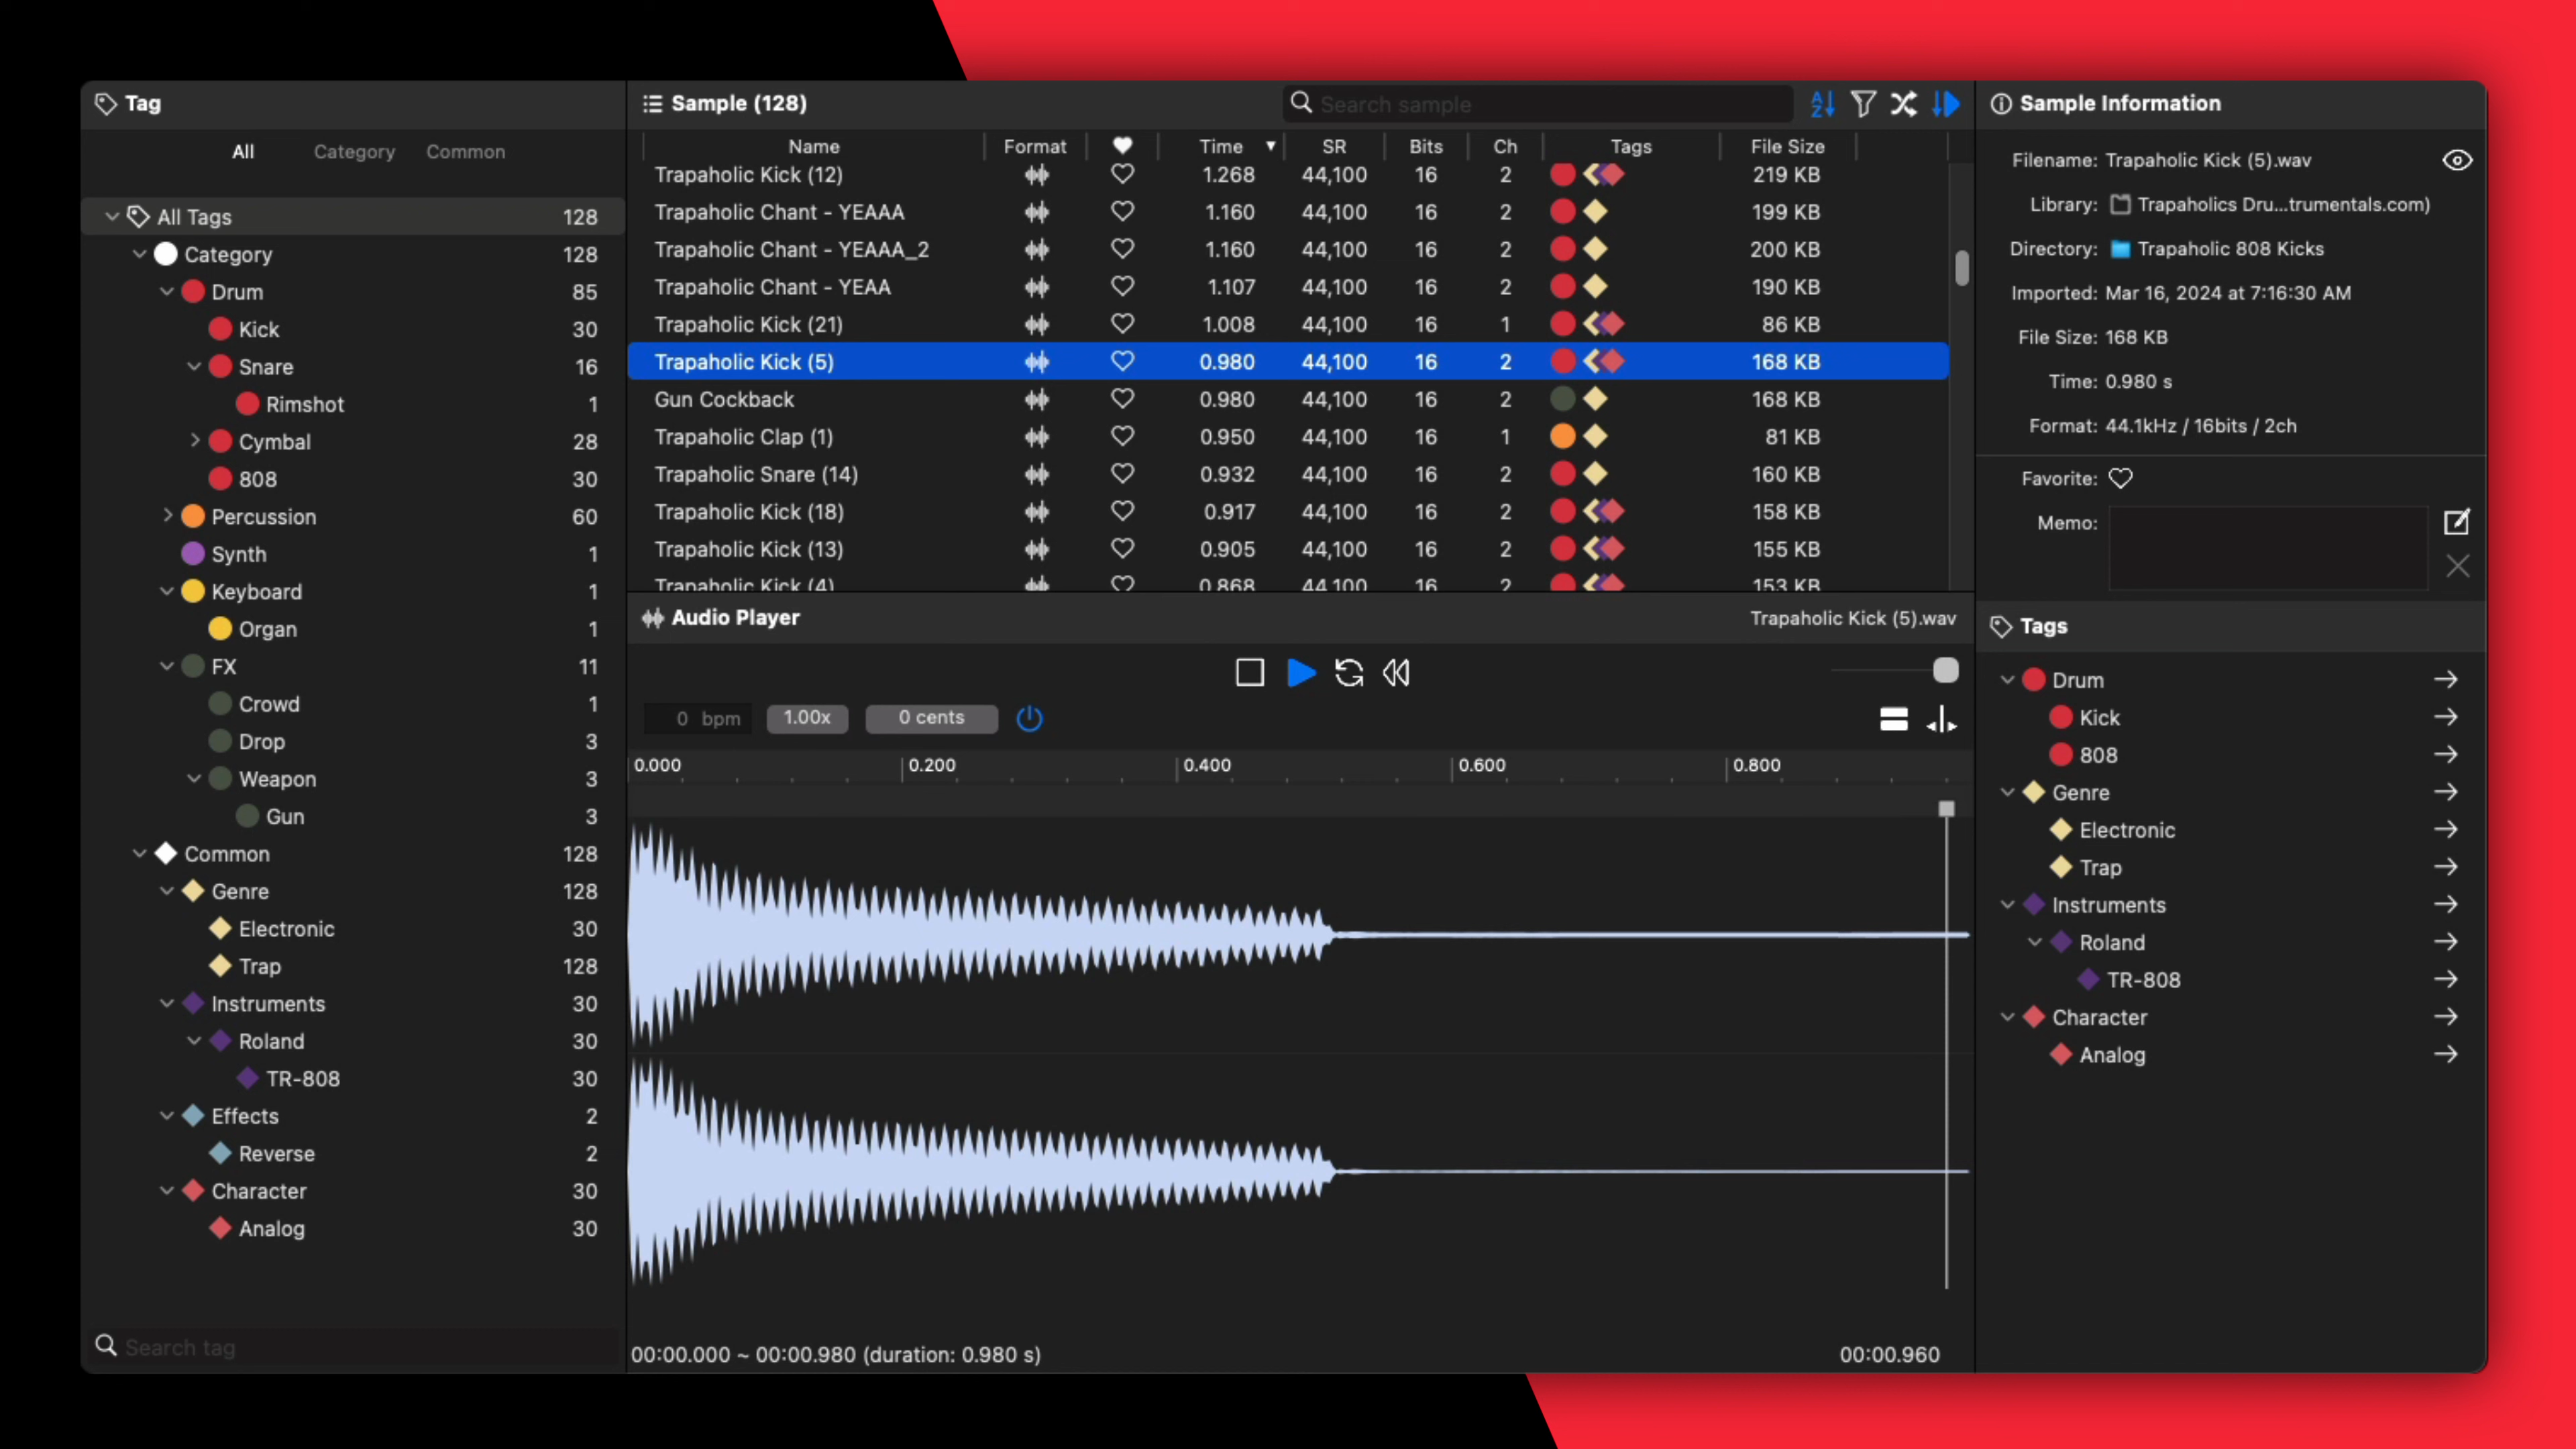 Tag
All Category Common
All Tags 128
Category 128
Drum 85
Kick 30
Snare 16
Rimshot 1
Cymbal 28
808 30
Percussion 60
Synth 1
Keyboard 1
Organ 1
FX 11
Crowd 1
Drop 3
Weapon 3
Gun 3
Common 128
Genre 128
Electronic 30
Trap 128
Instruments 30
Roland 30
TR-808 30
Effects 2
Reverse 2
Character 30
Analog 30
Search tag
Sample (128) Search sample
Name Format Time SR Bits Ch Tags File Size
Trapaholic Kick (12) 1.268 44,100 16 2 219 KB
Trapaholic Chant - YEAAA 1.160 44,100 16 2 199 KB
Trapaholic Chant - YEAAA_2 1.160 44,100 16 2 200 KB
Trapaholic Chant - YEAA 1.107 44,100 16 2 190 KB
Trapaholic Kick (21) 1.008 44,100 16 1 86 KB
Trapaholic Kick (5) 0.980 44,100 16 2 168 KB
Gun Cockback 0.980 44,100 16 2 168 KB
Trapaholic Clap (1) 0.950 44,100 16 1 81 KB
Trapaholic Snare (14) 0.932 44,100 16 2 160 KB
Trapaholic Kick (18) 0.917 44,100 16 2 158 KB
Trapaholic Kick (13) 0.905 44,100 16 2 155 KB
Trapaholic Kick (4) 0.868 44,100 16 2 153 KB
Audio Player Trapaholic Kick (5).wav
0 bpm 1.00x 0 cents
0.000 0.200 0.400 0.600 0.800
00:00.000 ~ 00:00.980 (duration: 0.980 s) 00:00.960
Sample Information
Filename: Trapaholic Kick (5).wav
Library: Trapaholics Dru...trumentals.com)
Directory: Trapaholic 808 Kicks
Imported: Mar 16, 2024 at 7:16:30 AM
File Size: 168 KB
Time: 0.980 s
Format: 44.1kHz / 16bits / 2ch
Favorite:
Memo:
Tags
Drum
Kick
808
Genre
Electronic
Trap
Instruments
Roland
TR-808
Character
Analog